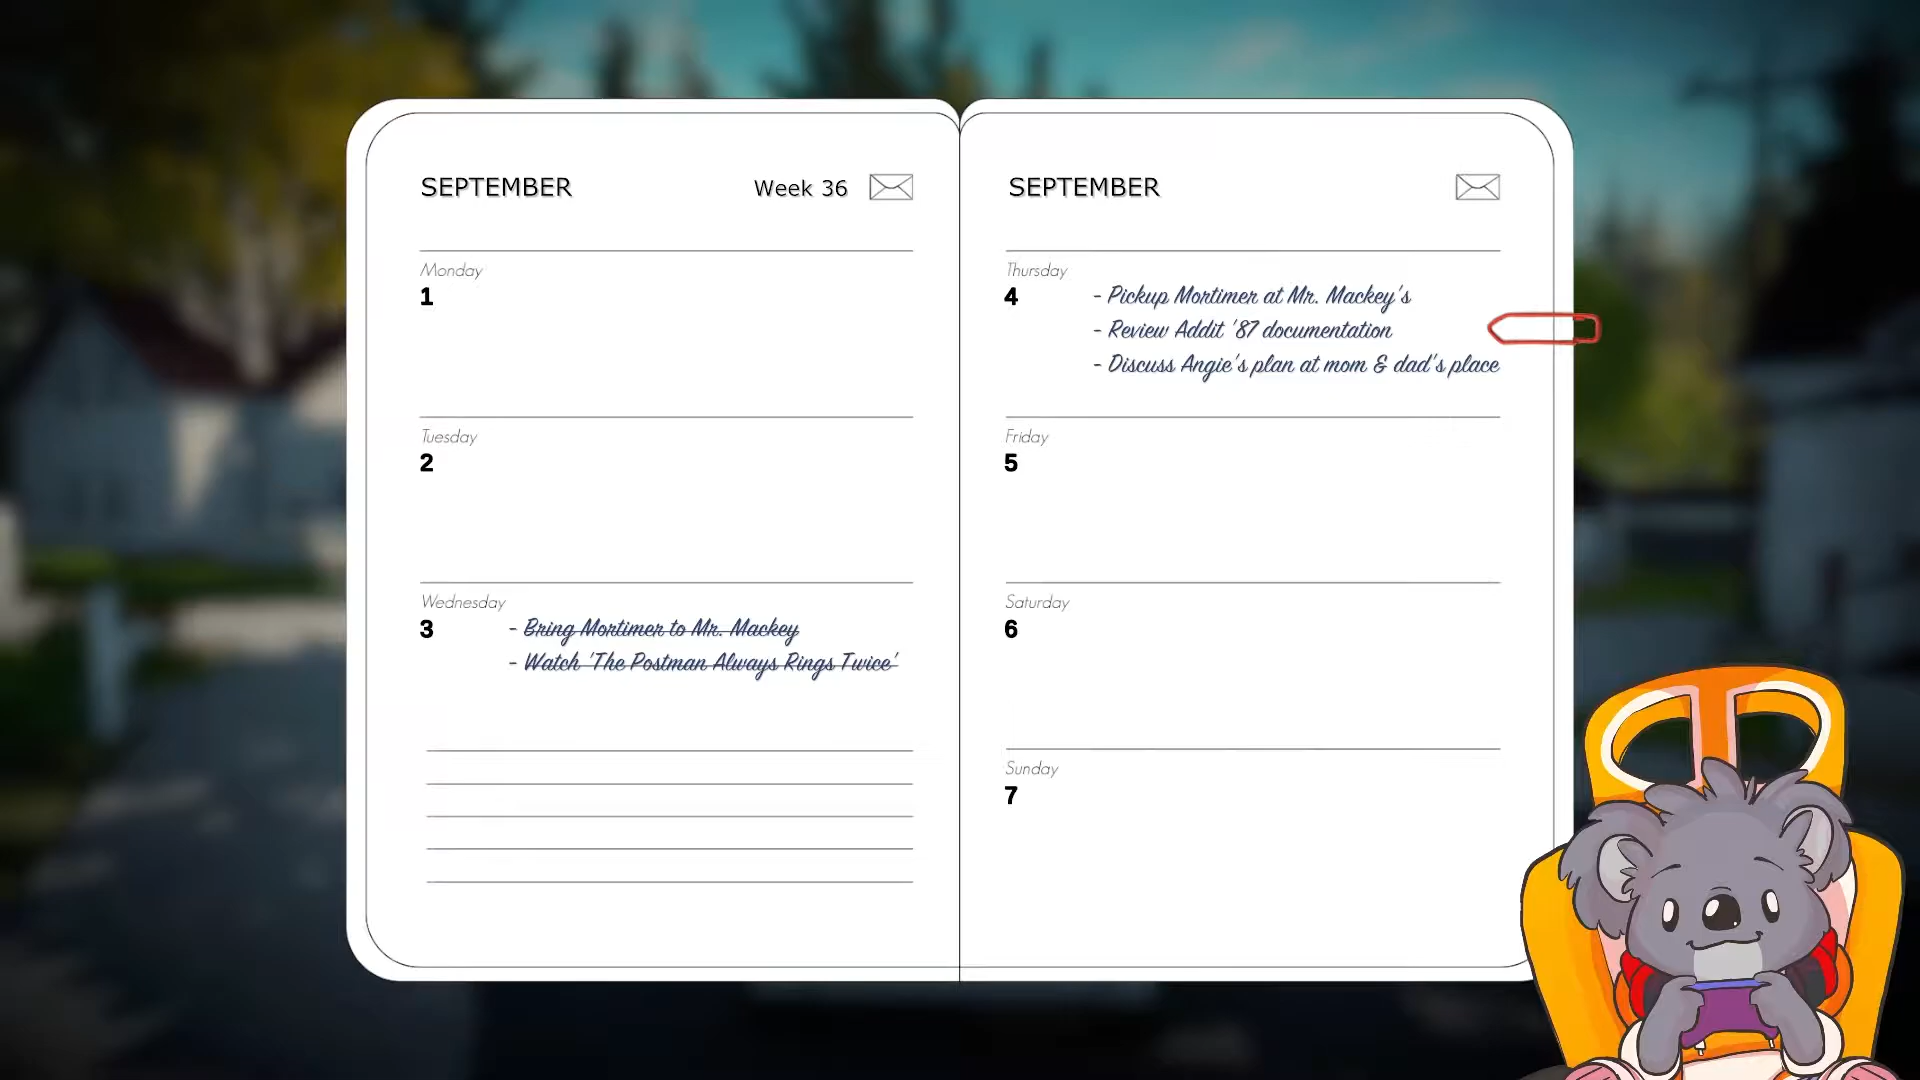 SEPTEMBER Week 36
Monday
1
Tuesday
2
Wednesday
3
- Bring Mortimer to Mr. Mackey
- Watch 'The Postman Always Rings Twice'
SEPTEMBER
Thursday
4
- Pickup Mortimer at Mr. Mackey's
- Review Addit '87 documentation
- Discuss Angie's plan at mom & dad's place
Friday
5
Saturday
6
Sunday
7